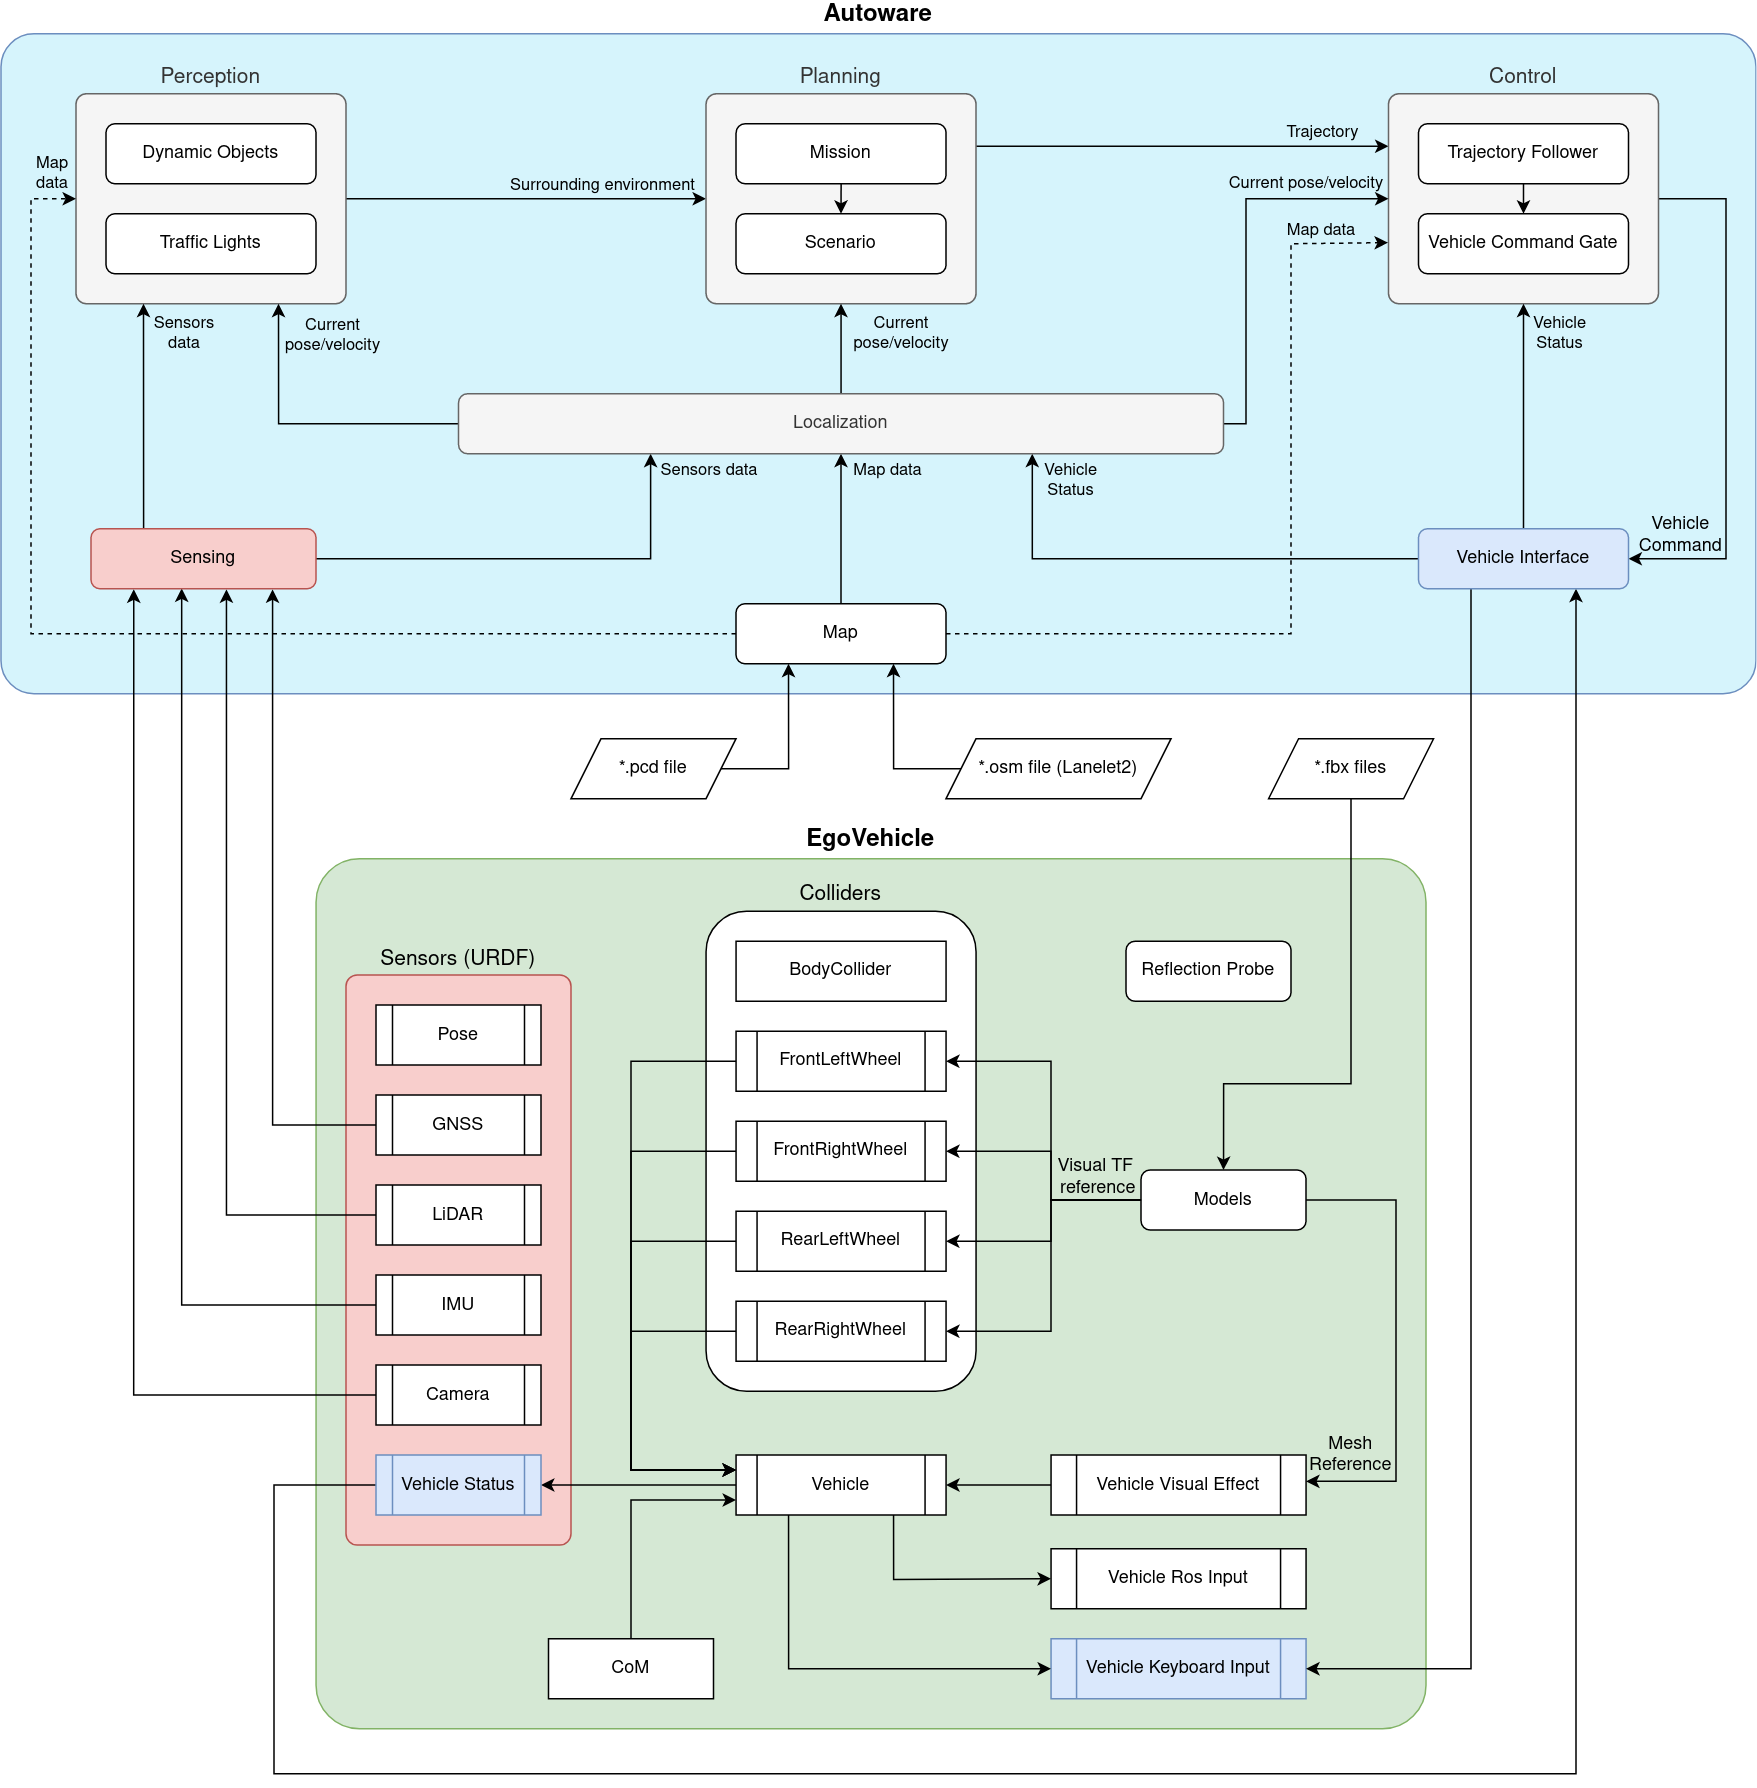 Autoware
Perception
Planning
Control
Dynamic Objects
Traffic Lights
Mission
Scenario
Trajectory Follower
Vehicle Command Gate
Map
data
Surrounding environment
Trajectory
Current pose/velocity
Map data
Sensors
data
Current
pose/velocity
Current
pose/velocity
Vehicle
Status
Localization
Sensors data
Map data
Vehicle
Status
Sensing
Vehicle Interface
Vehicle
Command
Map
*.pcd file
*.osm file (Lanelet2)
*.fbx files
EgoVehicle
Colliders
Sensors (URDF)
BodyCollider
Reflection Probe
Pose
FrontLeftWheel
GNSS
FrontRightWheel
Visual TF
reference
Models
LiDAR
RearLeftWheel
IMU
RearRightWheel
Camera
Mesh
Reference
Vehicle Status
Vehicle
Vehicle Visual Effect
Vehicle Ros Input
CoM
Vehicle Keyboard Input